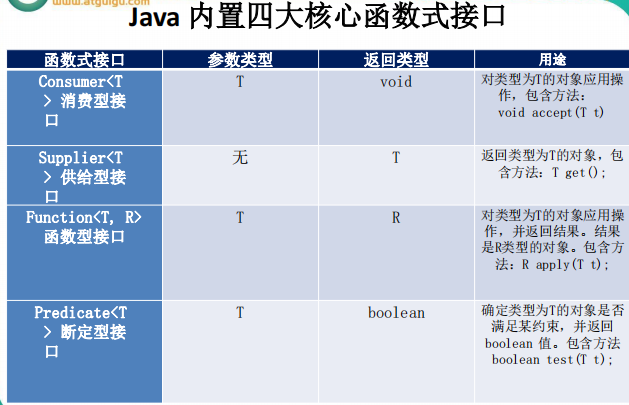 www.atguigu.com
Java 内置四大核心函数式接口
函数式接口 参数类型 返回类型 用途
Consumer<T
> 消费型接
口
T
void
对类型为T的对象应用操
作，包含方法：
void accept(T t)
Supplier<T
> 供给型接
口
无
T
返回类型为T的对象，包
含方法：T get();
Function<T, R>
函数型接口
T
R
对类型为T的对象应用操
作，并返回结果。结果
是R类型的对象。包含方
法：R apply(T t);
Predicate<T
> 断定型接
口
T
boolean
确定类型为T的对象是否
满足某约束，并返回
boolean 值。包含方法
boolean test(T t);